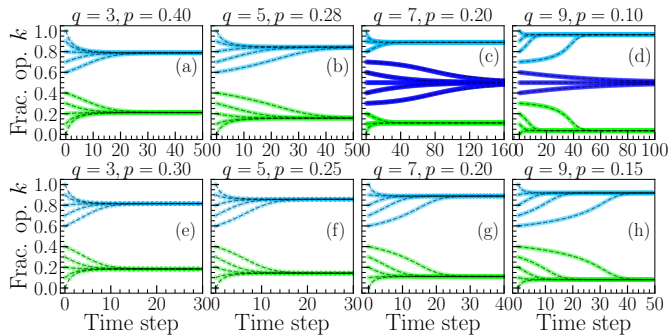 q = 3, p = 0.40
q = 5, p = 0.28
q = 7, p = 0.20
q = 9, p = 0.10
Frac. op. k
1.0
0.8
0.6
0.4
0.2
0.0
(a)
(b)
(c)
(d)
0 10 20 30 40 50
0 10 20 30 40 50
0 40 80 120 160
0 20 40 60 80 100
q = 3, p = 0.30
q = 5, p = 0.25
q = 7, p = 0.20
q = 9, p = 0.15
Frac. op. k
1.0
0.8
0.6
0.4
0.2
0.0
(e)
(f)
(g)
(h)
0 10 20 30
0 10 20 30
0 10 20 30 40
0 10 20 30 40 50
Time step
Time step
Time step
Time step